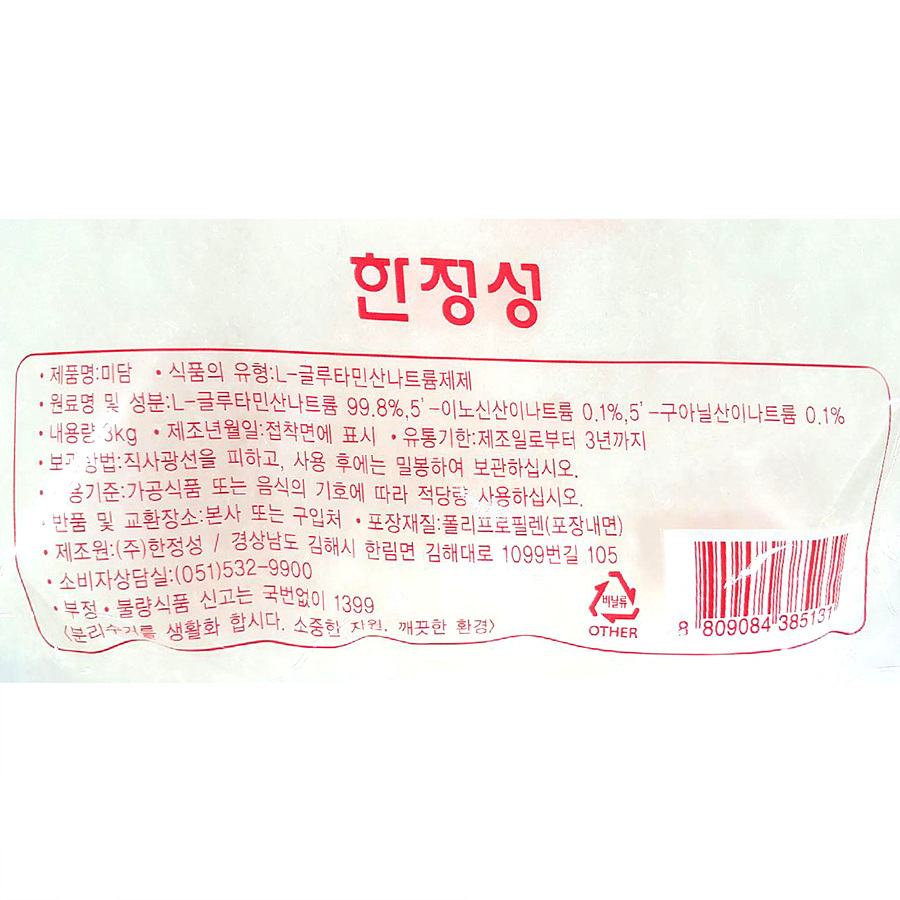 한정성
• 제품명:미담 • 식품의 유형:L-글루타민산나트륨제제
• 원료명 및 성분:L-글루타민산나트륨 99.8%,5'-이노신산이나트륨 0.1%,5'-구아닐산이나트륨 0.1%
• 내용량 3kg • 제조년월일:접착면에 표시 • 유통기한:제조일로부터 3년까지
• 방법:직사광선을 피하고, 사용 후에는 밀봉하여 보관하십시오.
• 용기준:가공식품 또는 음식의 기호에 따라 적당량 사용하십시오.
• 반품 및 교환장소:본사 또는 구입처 • 포장재질:폴리프로필렌(포장내면)
• 제조원:(주)한정성 / 경상남도 김해시 한림면 김해대로 1099번길 105
• 소비자상담실:(051)532-9900
• 부정 • 불량식품 신고는 국번없이 1399
생활화 합시다. 소중한 자원, 깨끗한 환경>
비닐류
OTHER
8 809084 385131